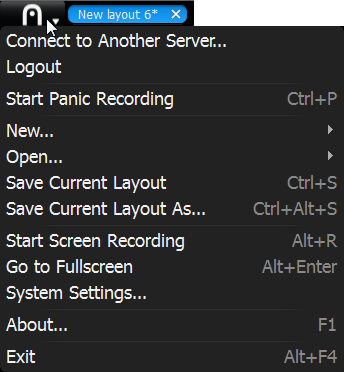 New layout 6*
Connect to Another Server...
Logout
Start Panic Recording Ctrl+P
New...
Open...
Save Current Layout Ctrl+S
Save Current Layout As... Ctrl+Alt+S
Start Screen Recording Alt+R
Go to Fullscreen Alt+Enter
System Settings...
About... F1
Exit Alt+F4